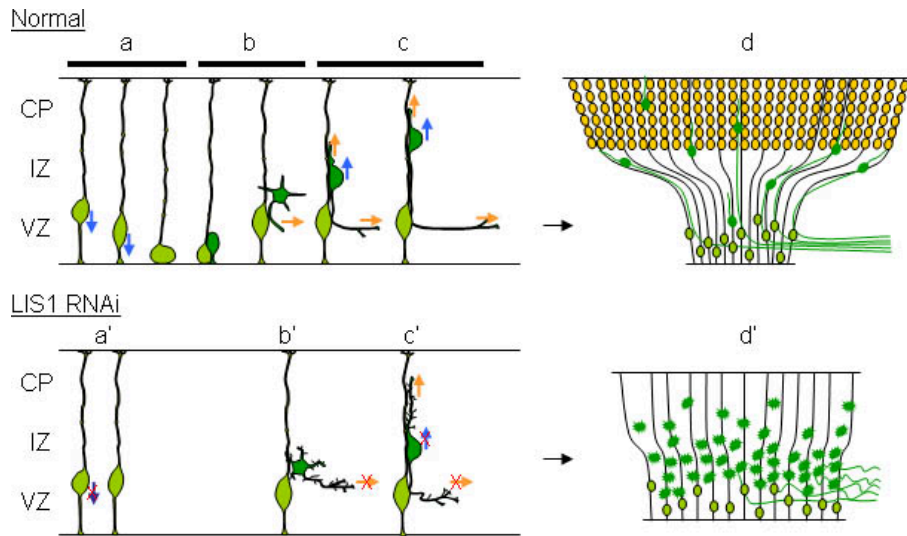 Normal
a b c d
CP
IZ
VZ
LIS1 RNAi
a' b' c' d'
CP
IZ
VZ